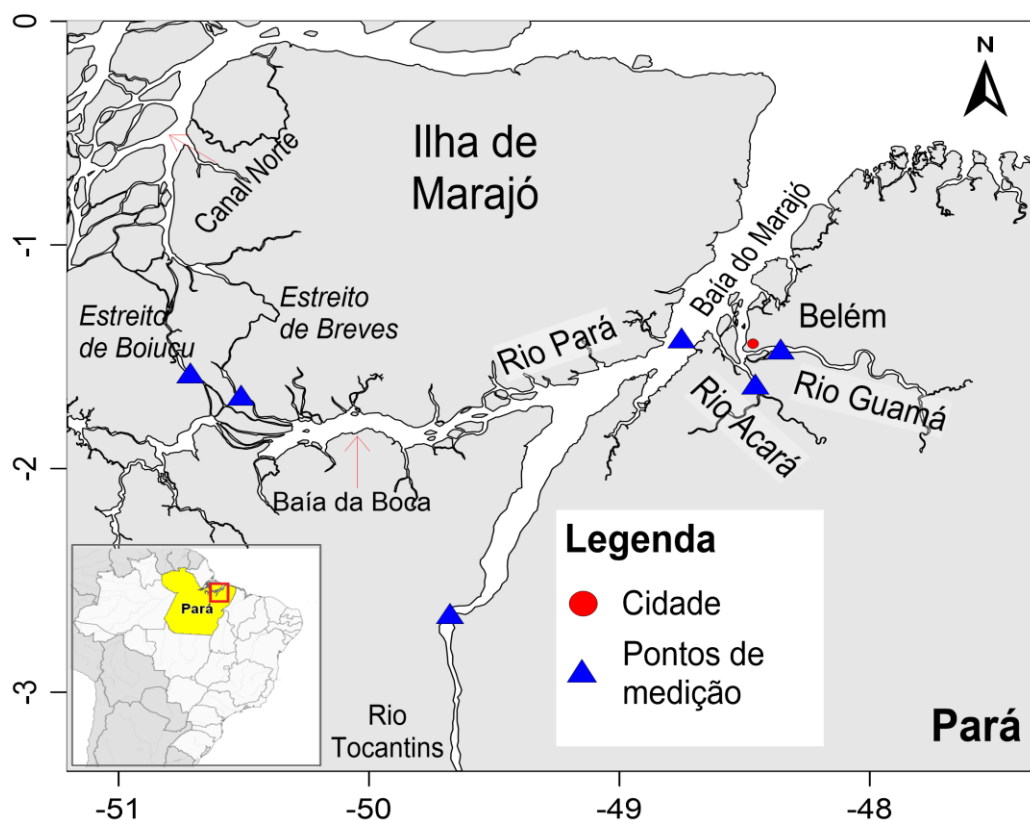 0
N
Ilha de
Marajó
Canal Norte
Baía do Marajó
-1
Estreito
de Boiuçu
Estreito
de Breves
Belém
Rio Pará
Rio Guamá
Rio Acará
-2
Baía da Boca
Legenda
Cidade
Pontos de
medição
Pará
-3
Rio
Tocantins
Pará
-51
-50
-49
-48